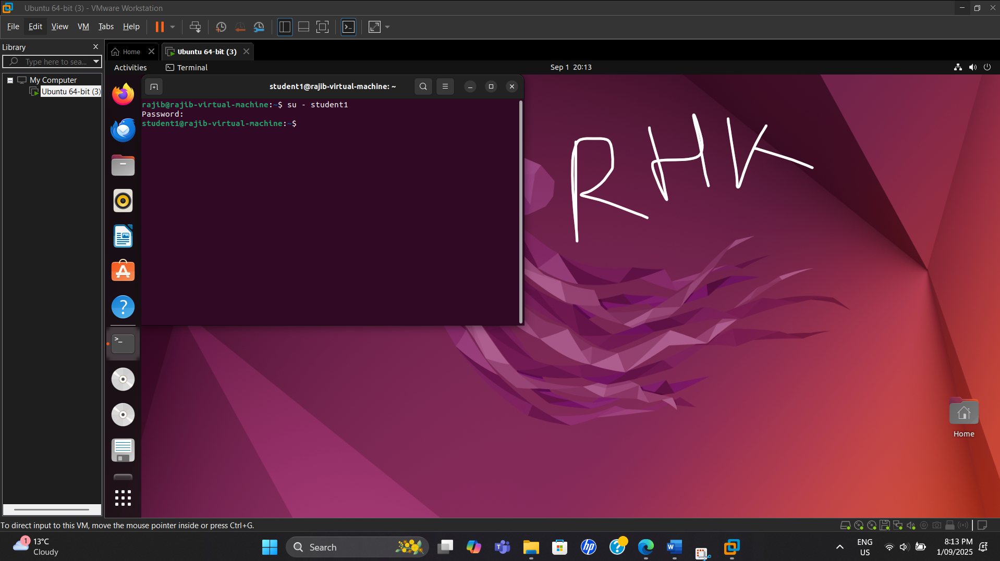 Ubuntu 64-bit (3) - VMware Workstation
File Edit View VM Tabs Help
Library
Type here to sea...
My Computer
Ubuntu 64-bit (3)
Home
Ubuntu 64-bit (3)
Activities
Terminal
Sep 1 20:13
student1@rajib-virtual-machine: ~
rajib@rajib-virtual-machine:~$ su - student1
Password:
student1@rajib-virtual-machine:~$
RHK
Home
To direct input to this VM, move the mouse pointer inside or press Ctrl+G.
1
13°C
Cloudy
Search
ENG
US
8:13 PM
1/09/2025